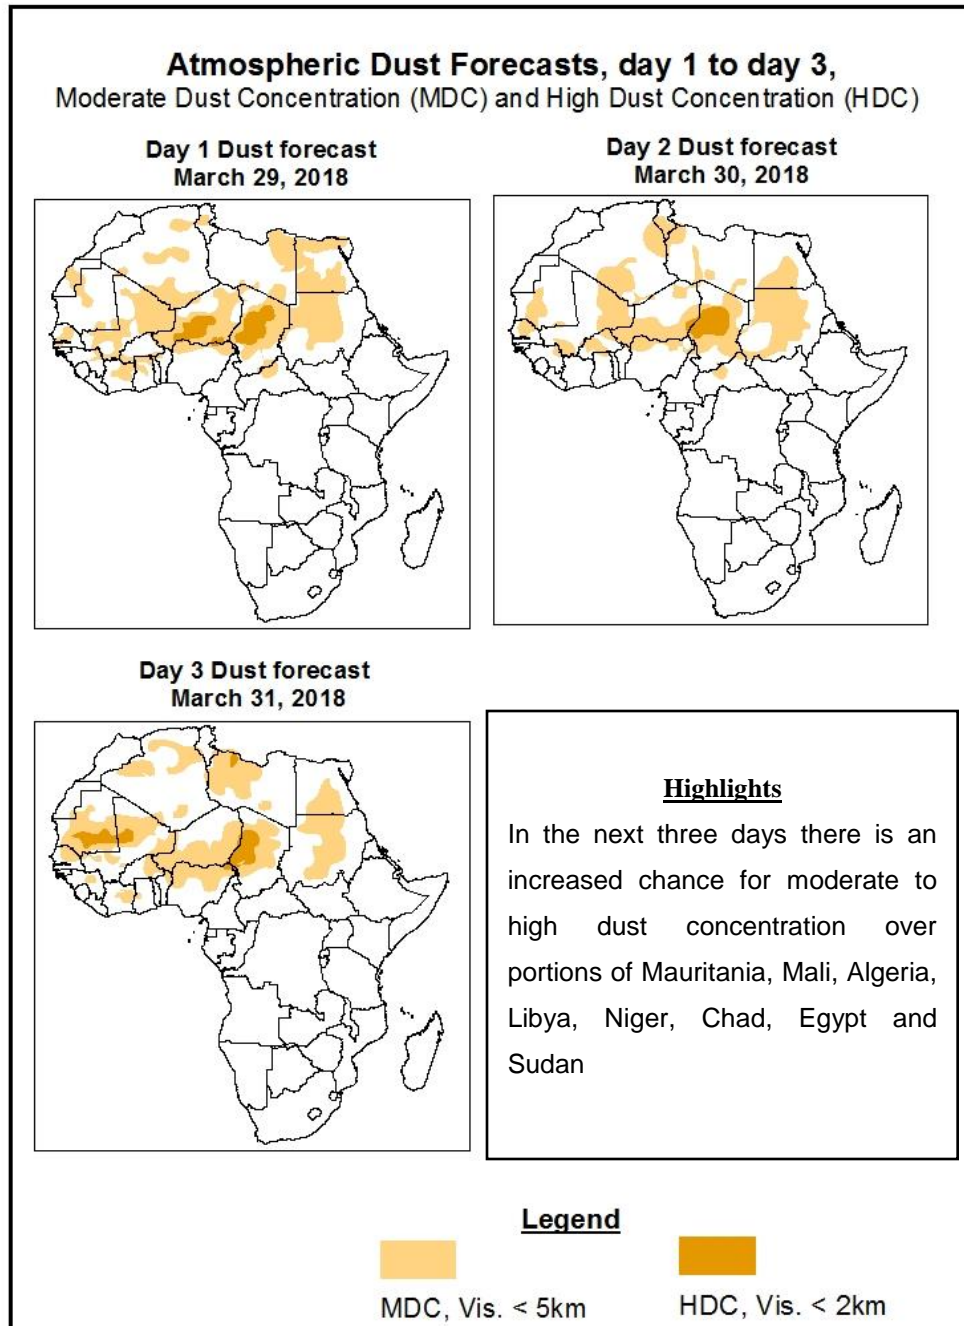 Atmospheric Dust Forecasts, day 1 to day 3,
Moderate Dust Concentration (MDC) and High Dust Concentration (HDC)
Day 1 Dust forecast
March 29, 2018
Day 2 Dust forecast
March 30, 2018
Day 3 Dust forecast
March 31, 2018
Highlights
In the next three days there is an
increased chance for moderate to
high dust concentration over
portions of Mauritania, Mali, Algeria,
Libya, Niger, Chad, Egypt and
Sudan
Legend
MDC, Vis. < 5km
HDC, Vis. < 2km